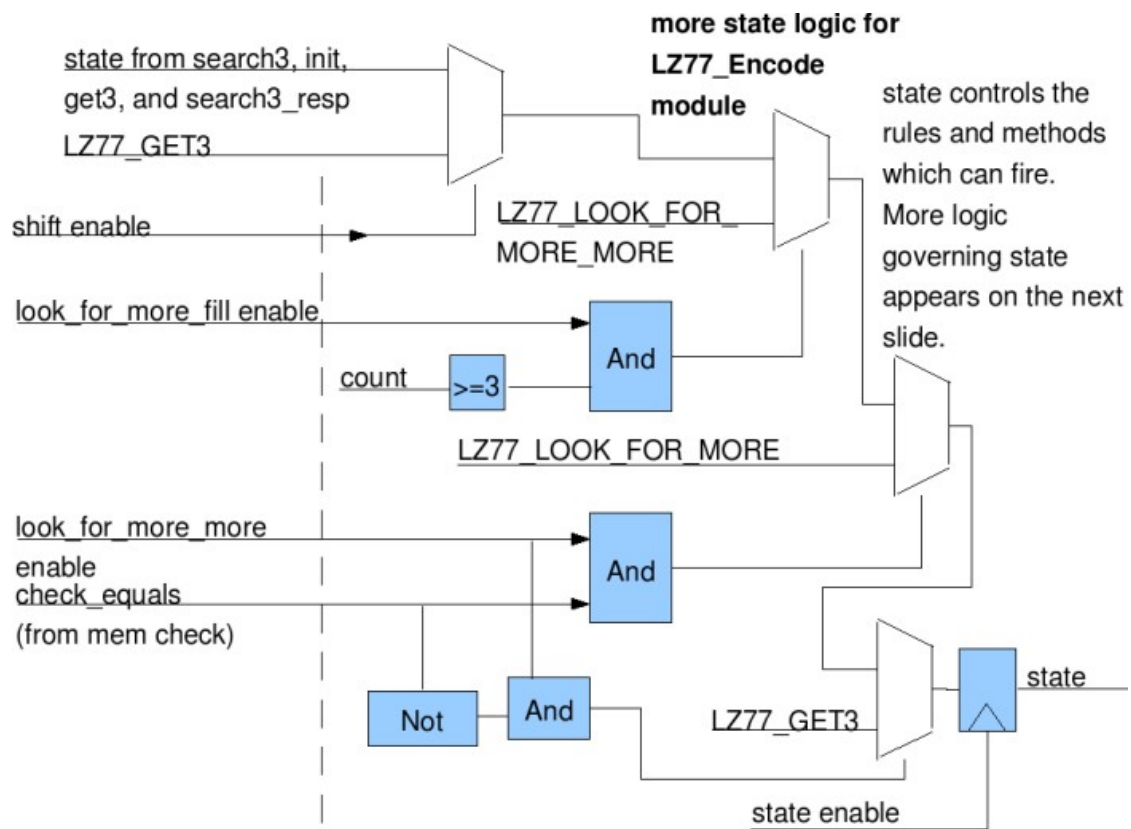 more state logic for
LZ77_Encode
module
state from search3, init,
get3, and search3_resp
LZ77_GET3
state controls the
rules and methods
which can fire.
More logic
governing state
appears on the next
slide.
shift enable
LZ77_LOOK_FOR_
MORE_MORE
look_for_more_fill enable
And
count
>=3
LZ77_LOOK_FOR_MORE
look_for_more_more
enable
And
check_equals
(from mem check)
Not
And
LZ77_GET3
state
state enable